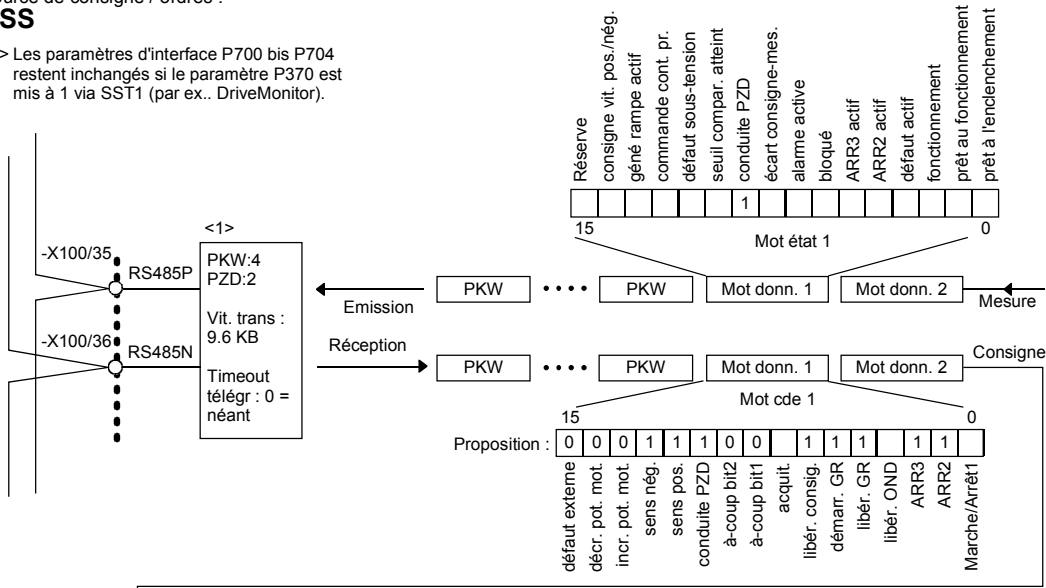 SS
> Les paramètres d'interface P700 bis P704
restent inchangés si le paramètre P370 est
mis à 1 via SST1 (par ex.. DriveMonitor).
Réserve
consigne vit. pos./nég.
géné rampe actif
commande cont. pr.
défaut sous-tension
seuil compar. atteint
conduite PZD
écart consigne-mes.
alarme active
bloqué
ARR3 actif
ARR2 actif
défaut actif
fonctionnement
prêt au fonctionnement
prêt à l'enclenchement
1
15
0
Mot état 1
<1>
-X100/35
RS485P
PKW:4
PZD:2
Vit. trans :
9.6 KB
Timeout
télégr : 0 =
néant
-X100/36
RS485N
Emission
PKW
PKW
Mot donn. 1
Mot donn. 2
Mesure
Réception
PKW
PKW
Mot donn. 1
Mot donn. 2
Consigne
Mot cde 1
15
0
Proposition : 0 0 0 1 1 1 0 0 1 1 1 1 1
défaut externe
décr. pot. mot.
incr. pot. mot.
sens nég.
sens pos.
conduite PZD
à-coup bit2
à-coup bit1
acquit.
libér. consig.
démarr. GR
libér. GR
libér. OND
ARR3
ARR2
Marche/Arrêt1